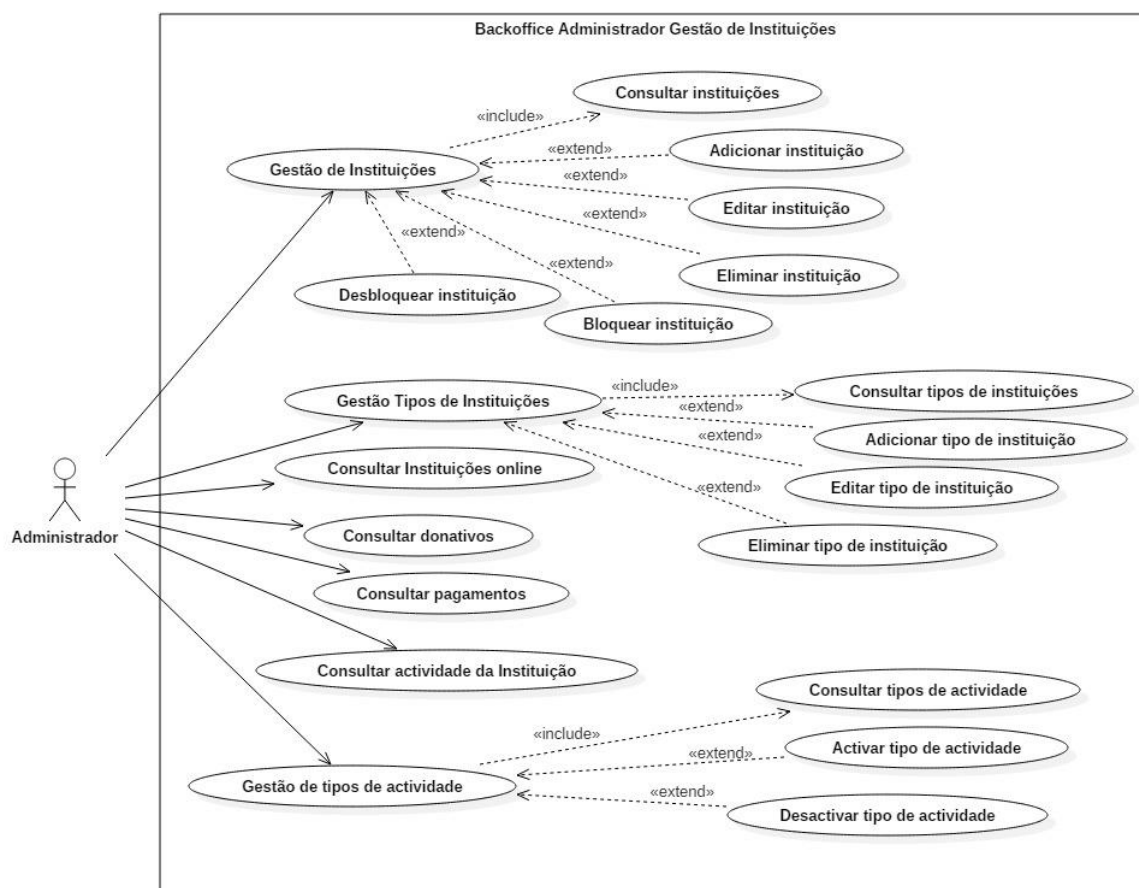 Backoffice Administrador Gestão de Instituições
Consultar instituições
«include»
Adicionar instituição
«extend»
Gestão de Instituições
«extend»
Editar instituição
«extend»
«extend»
«extend»
Eliminar instituição
Desbloquear instituição
Bloquear instituição
«include»
Consultar tipos de instituições
Gestão Tipos de Instituições
«extend»
«extend»
Adicionar tipo de instituição
Consultar Instituições online
«extend»
Editar tipo de instituição
Administrador
Consultar donativos
Eliminar tipo de instituição
Consultar pagamentos
Consultar actividade da Instituição
Consultar tipos de actividade
«include»
Activar tipo de actividade
«extend»
Gestão de tipos de actividade
«extend»
Desactivar tipo de actividade